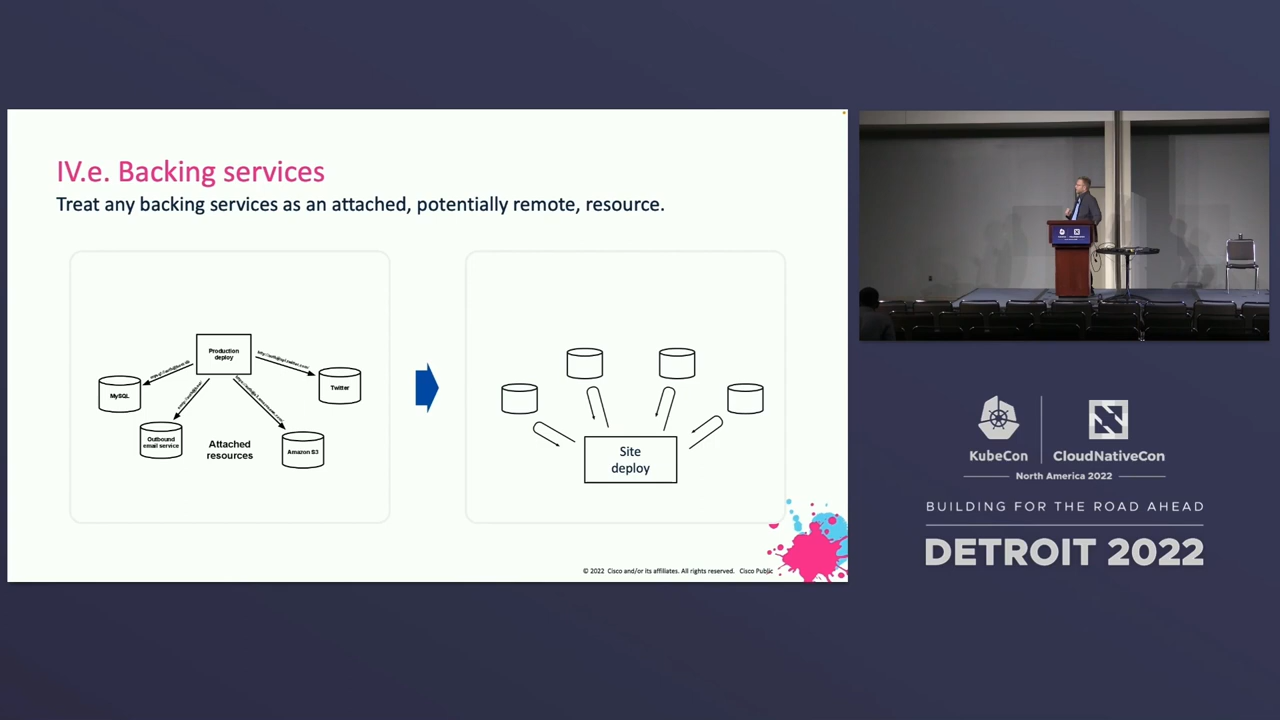 IV.e. Backing services
Treat any backing services as an attached, potentially remote, resource.
Production
deploy
MySQL
Outbound
email service
Attached
resources
Amazon S3
Twitter
Site
deploy
© 2022 Cisco and/or its affiliates. All rights reserved. Cisco Public
KubeCon
CloudNativeCon
North America 2022
BUILDING FOR THE ROAD AHEAD
DETROIT 2022